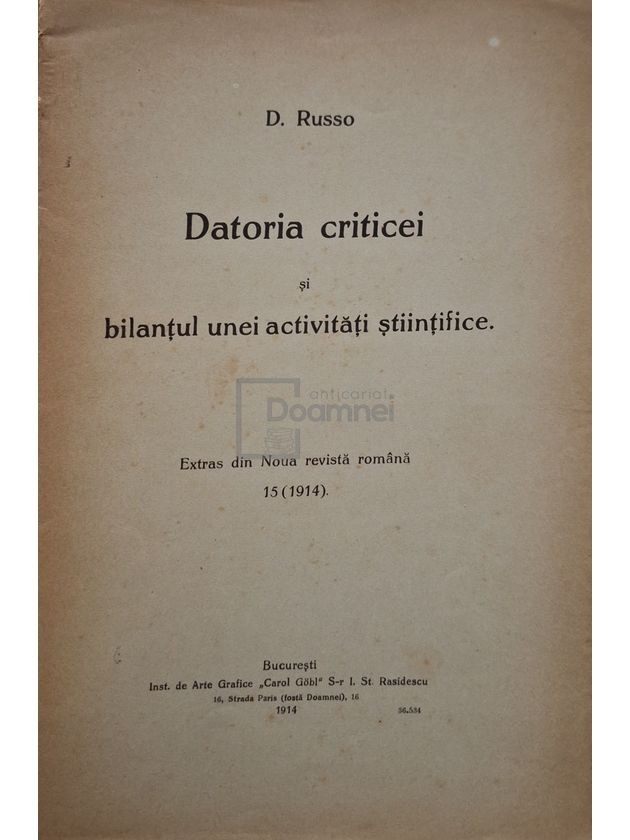 D. Russo
Datoria criticei
și
bilanțul unei activități științifice.
anticariat
Doamnei
Extras din Noua revistă română
15 (1914).
București
Inst. de Arte Grafice „Carol Göbl“ S-r I. St. Rasidescu
16, Strada Paris (fostă Doamnei), 16
1914
36.534